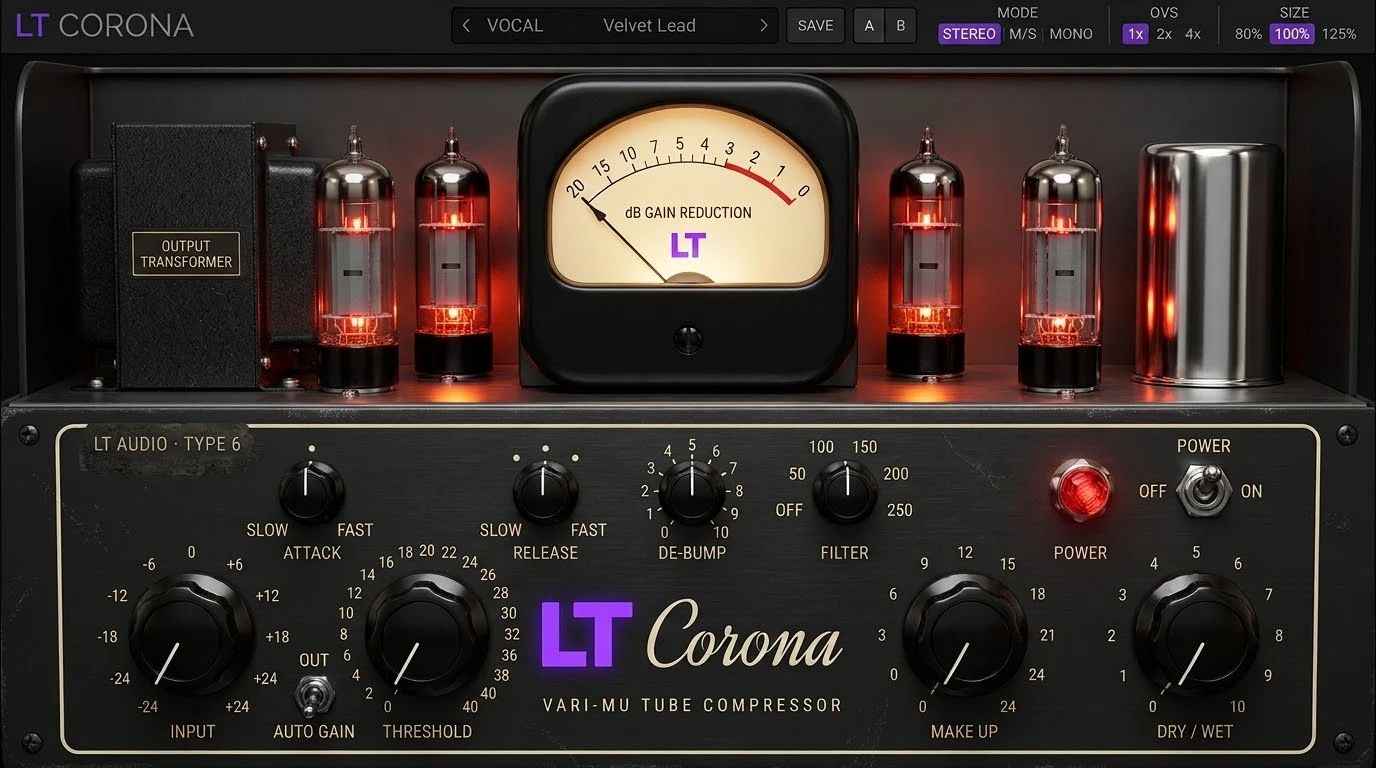 LT CORONA
VOCAL Velvet Lead
SAVE
A B
MODE
STEREO M/S MONO
OVS
1x 2x 4x
SIZE
80% 100% 125%
20 15 10 7 5 4 3 2 1 0
dB GAIN REDUCTION
LT
OUTPUT
TRANSFORMER
LT AUDIO · TYPE 6
SLOW FAST
ATTACK
SLOW FAST
RELEASE
0 1 2 3 4 5 6 7 8 9 10
DE-BUMP
OFF 50 100 150 200 250
FILTER
POWER
POWER
OFF ON
-24 -24 -18 -12 -6 0 +6 +12 +18 +24 +24
INPUT
OUT
AUTO GAIN
0 2 4 6 8 10 12 14 16 18 20 22 24 26 28 30 32 36 38 40 40
THRESHOLD
LT Corona
VARI-MU TUBE COMPRESSOR
0 0 3 6 9 12 15 18 21 24 24
MAKE UP
0 1 2 3 4 5 6 7 8 9 10
DRY / WET